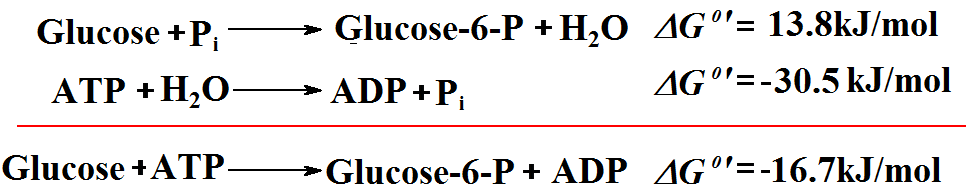 Glucose + Pi ⟶ Glucose-6-P + H₂O ΔG°′ = 13.8kJ/mol
ATP + H₂O ⟶ ADP + Pi ΔG°′ = -30.5 kJ/mol
Glucose + ATP ⟶ Glucose-6-P + ADP ΔG°′ = -16.7kJ/mol